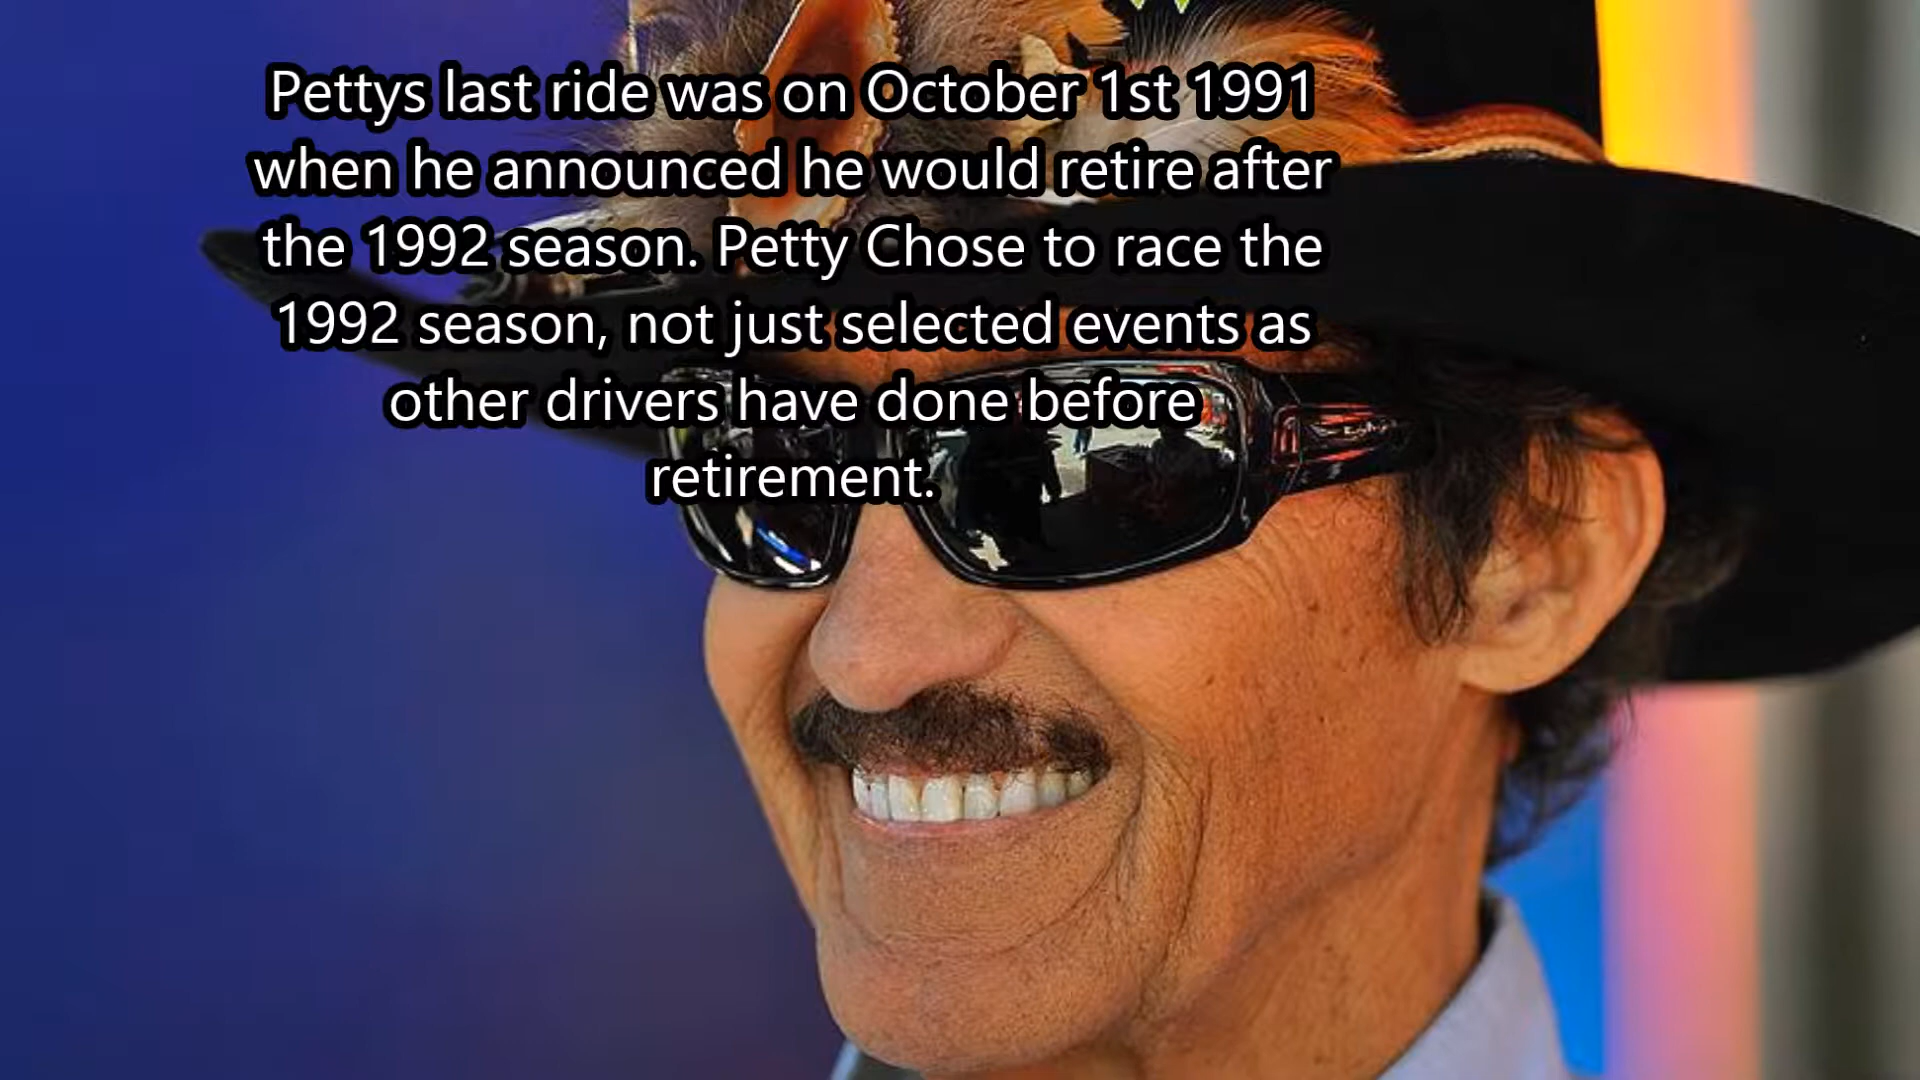 Pettys last ride was on October 1st 1991
when he announced he would retire after
the 1992 season. Petty Chose to race the
1992 season, not just selected events as
other drivers have done before
retirement.